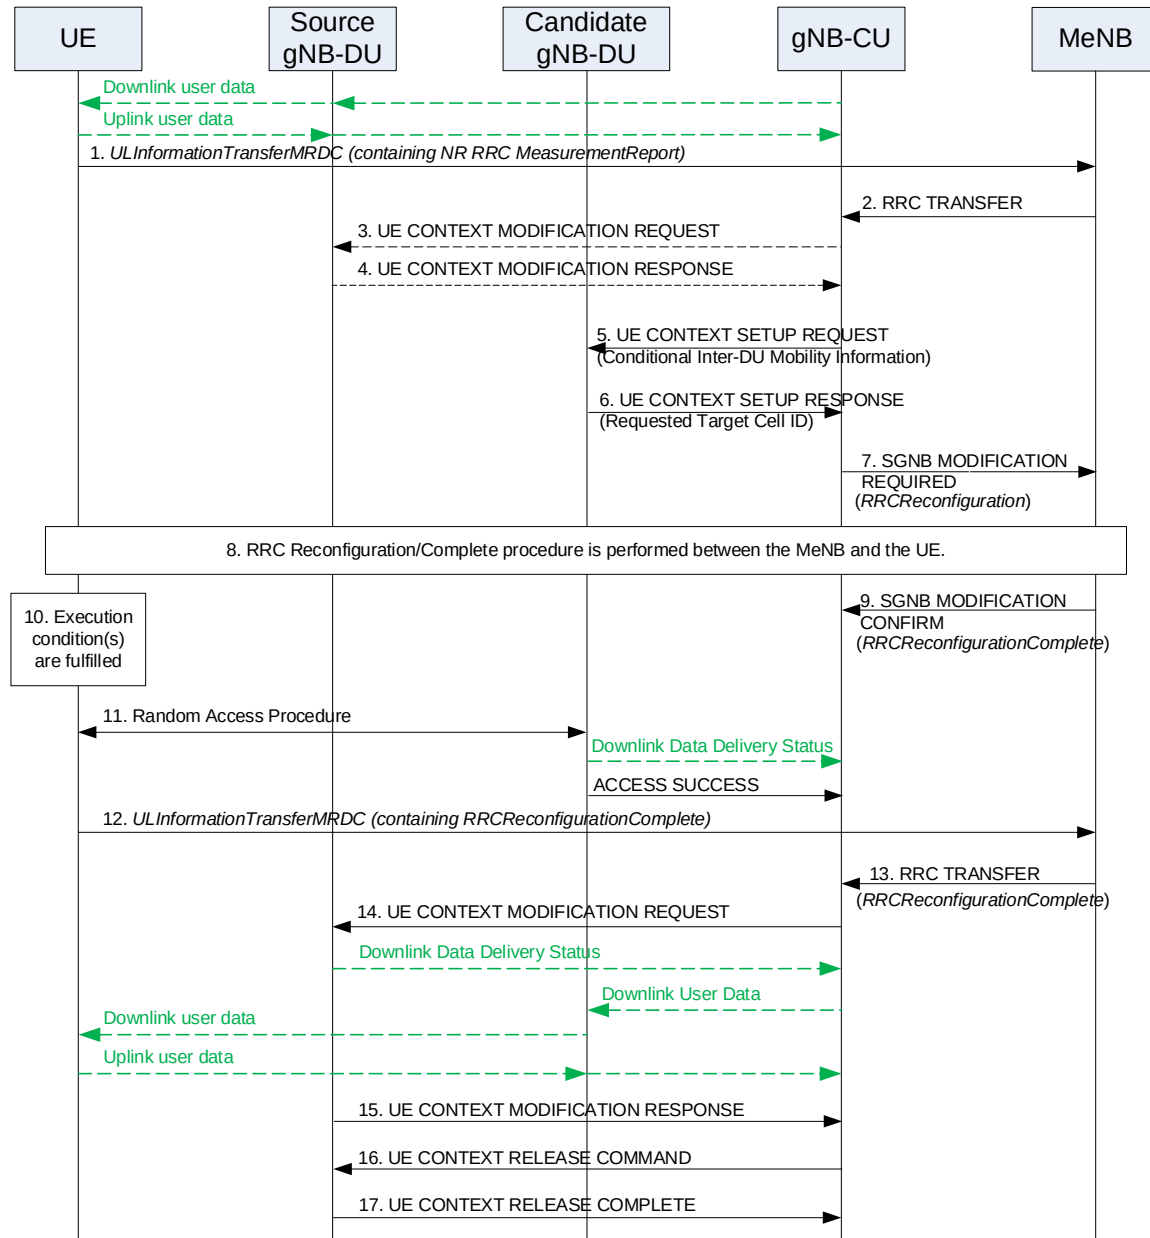 UE
Source
gNB-DU
Candidate
gNB-DU
gNB-CU
MeNB
Downlink user data
Uplink user data
1. ULInformationTransferMRDC (containing NR RRC MeasurementReport)
2. RRC TRANSFER
3. UE CONTEXT MODIFICATION REQUEST
4. UE CONTEXT MODIFICATION RESPONSE
5. UE CONTEXT SETUP REQUEST
(Conditional Inter-DU Mobility Information)
6. UE CONTEXT SETUP RESPONSE
(Requested Target Cell ID)
7. SGNB MODIFICATION
REQUIRED
(RRCReconfiguration)
8. RRC Reconfiguration/Complete procedure is performed between the MeNB and the UE.
9. SGNB MODIFICATION
CONFIRM
(RRCReconfigurationComplete)
10. Execution
condition(s)
are fulfilled
11. Random Access Procedure
Downlink Data Delivery Status
ACCESS SUCCESS
12. ULInformationTransferMRDC (containing RRCReconfigurationComplete)
13. RRC TRANSFER
(RRCReconfigurationComplete)
14. UE CONTEXT MODIFICATION REQUEST
Downlink Data Delivery Status
Downlink User Data
Downlink user data
Uplink user data
15. UE CONTEXT MODIFICATION RESPONSE
16. UE CONTEXT RELEASE COMMAND
17. UE CONTEXT RELEASE COMPLETE